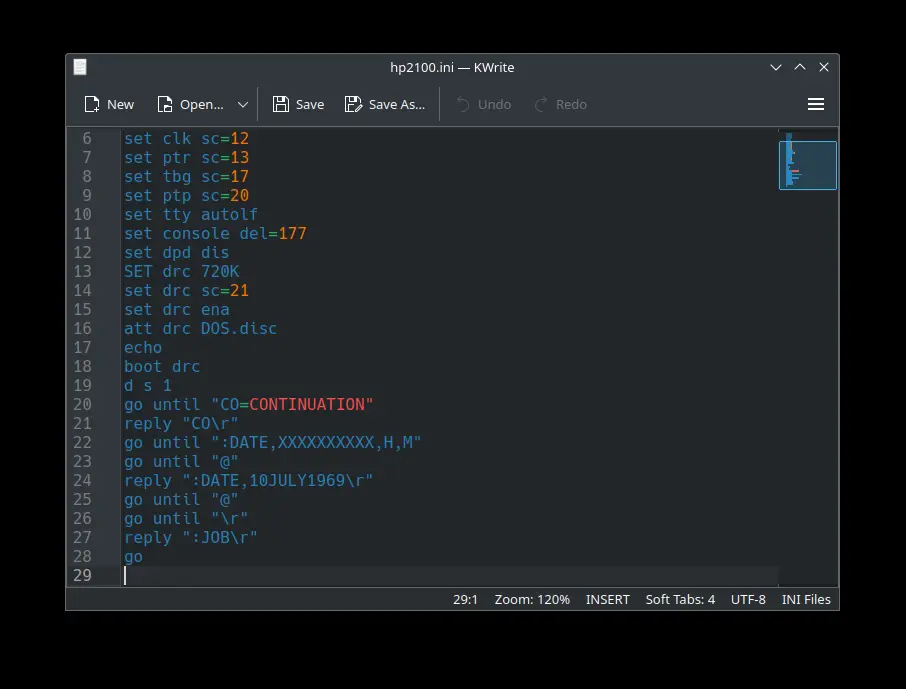 hp2100.ini — KWrite
New Open... Save Save As... Undo Redo
6 set clk sc=12
7 set ptr sc=13
8 set tbg sc=17
9 set ptp sc=20
10 set tty autolf
11 set console del=177
12 set dpd dis
13 SET drc 720K
14 set drc sc=21
15 set drc ena
16 att drc DOS.disc
17 echo
18 boot drc
19 d s 1
20 go until "CO=CONTINUATION"
21 reply "CO\r"
22 go until ":DATE,XXXXXXXXXX,H,M"
23 go until "@"
24 reply ":DATE,10JULY1969\r"
25 go until "@"
26 go until "\r"
27 reply ":JOB\r"
28 go
29
29:1 Zoom: 120% INSERT Soft Tabs: 4 UTF-8 INI Files